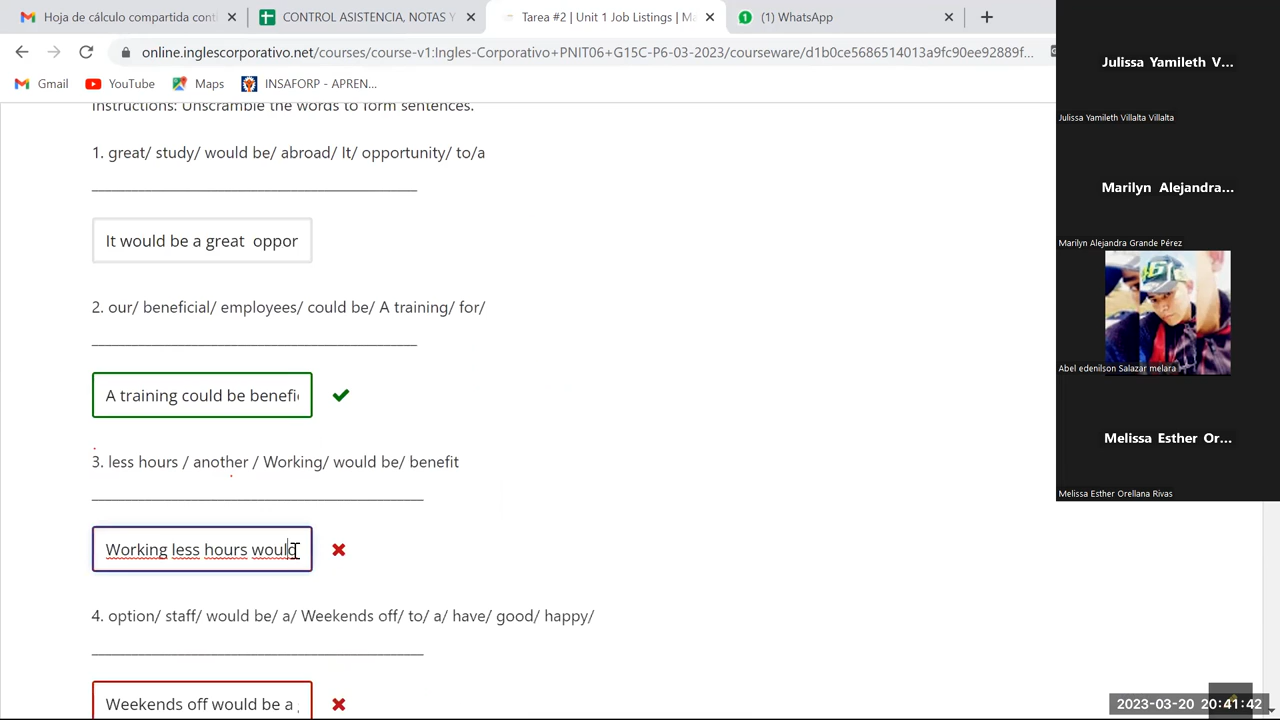 Hoja de cálculo compartida cont
CONTROL ASISTENCIA, NOTAS Y
Tarea #2 | Unit 1 Job Listings | Ma
(1) WhatsApp
online.inglescorporativo.net/courses/course-v1:Ingles-Corporativo+PNIT06+G15C-P6-03-2023/courseware/d1b0ce5686514013a9fc90ee92889f...
Gmail
YouTube
Maps
INSAFORP - APREN...
Instructions: Unscramble the words to form sentences.
1. great/ study/ would be/ abroad/ It/ opportunity/ to/a
It would be a great oppor
2. our/ beneficial/ employees/ could be/ A training/ for/
A training could be benefi
3. less hours / another / Working/ would be/ benefit
Working less hours would
4. option/ staff/ would be/ a/ Weekends off/ to/ a/ have/ good/ happy/
Weekends off would be a
Julissa Yamileth V...
Julissa Yamileth Villalta Villalta
Marilyn Alejandra...
Marilyn Alejandra Grande Pérez
Abel edenilson Salazar melara
Melissa Esther Or...
Melissa Esther Orellana Rivas
2023-03-20 20:41:42